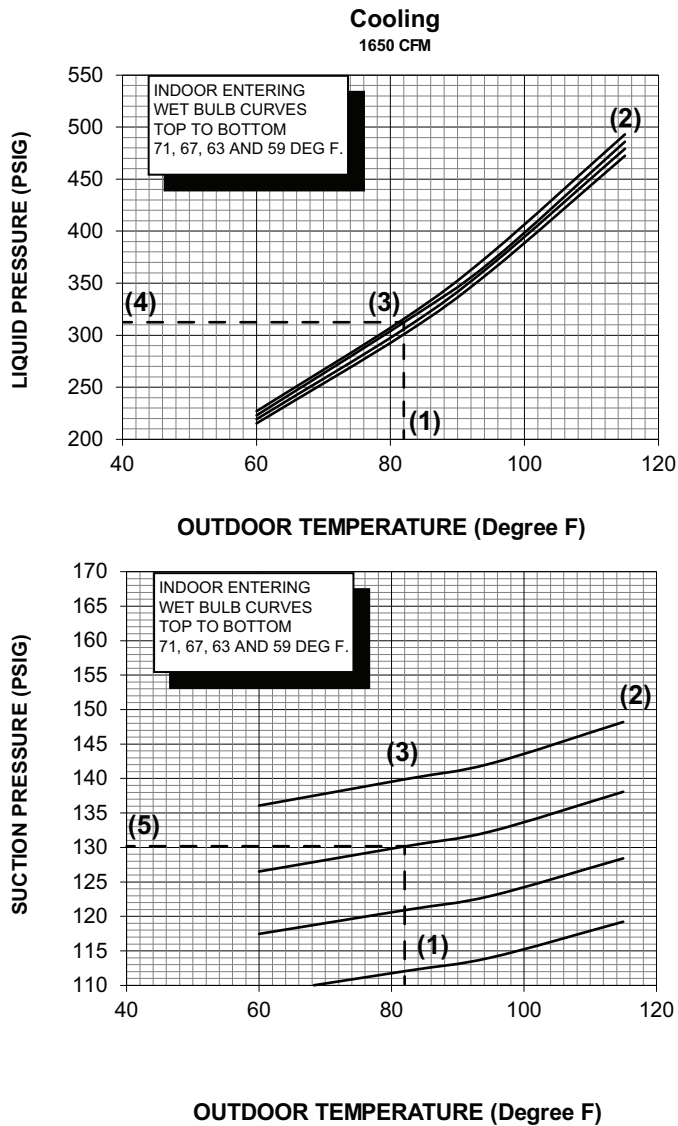 Cooling
1650 CFM
550
500
450
400
350
300
250
200
LIQUID PRESSURE (PSIG)
INDOOR ENTERING
WET BULB CURVES
TOP TO BOTTOM
71, 67, 63 AND 59 DEG F.
(2)
(4)
(3)
(1)
40 60 80 100 120
OUTDOOR TEMPERATURE (Degree F)
170
165
160
155
150
145
140
135
130
125
120
115
110
SUCTION PRESSURE (PSIG)
INDOOR ENTERING
WET BULB CURVES
TOP TO BOTTOM
71, 67, 63 AND 59 DEG F.
(2)
(3)
(5)
(1)
40 60 80 100 120
OUTDOOR TEMPERATURE (Degree F)